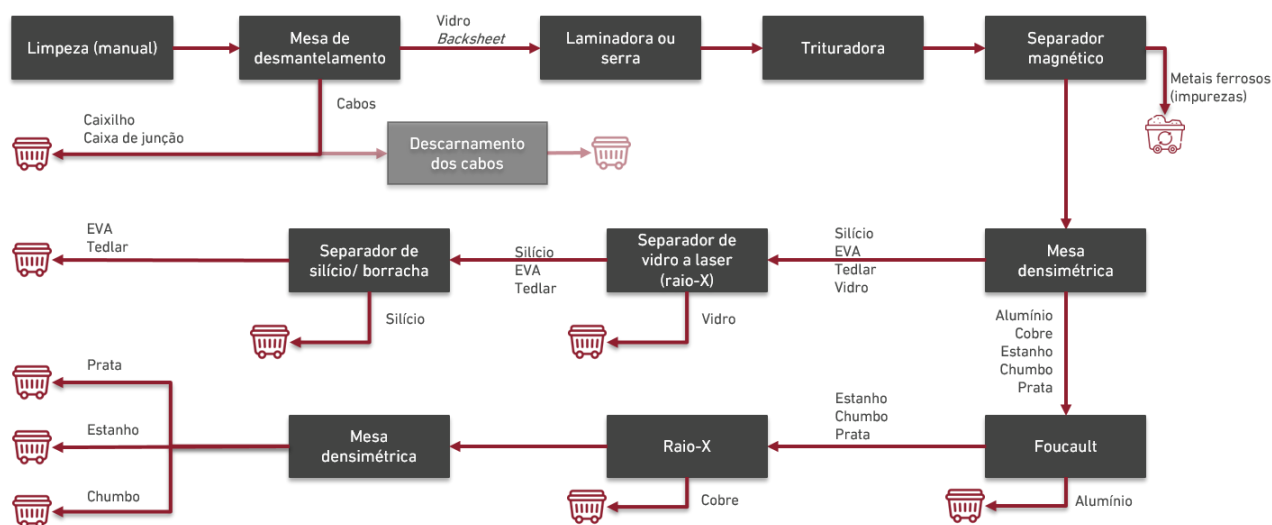 Limpeza (manual)
Mesa de
desmantelamento
Vidro
Backsheet
Laminadora ou
serra
Trituradora
Separador
magnético
Metais ferrosos
(impurezas)
Cabos
Caixilho
Caixa de junção
Descarnamento
dos cabos
EVA
Tedlar
Separador de
silício/ borracha
Silício
EVA
Tedlar
Separador de
vidro a laser
(raio-X)
Silício
EVA
Tedlar
Vidro
Mesa
densimétrica
Silício
Vidro
Alumínio
Cobre
Estanho
Chumbo
Prata
Prata
Estanho
Chumbo
Mesa
densimétrica
Raio-X
Estanho
Chumbo
Prata
Foucault
Cobre
Alumínio